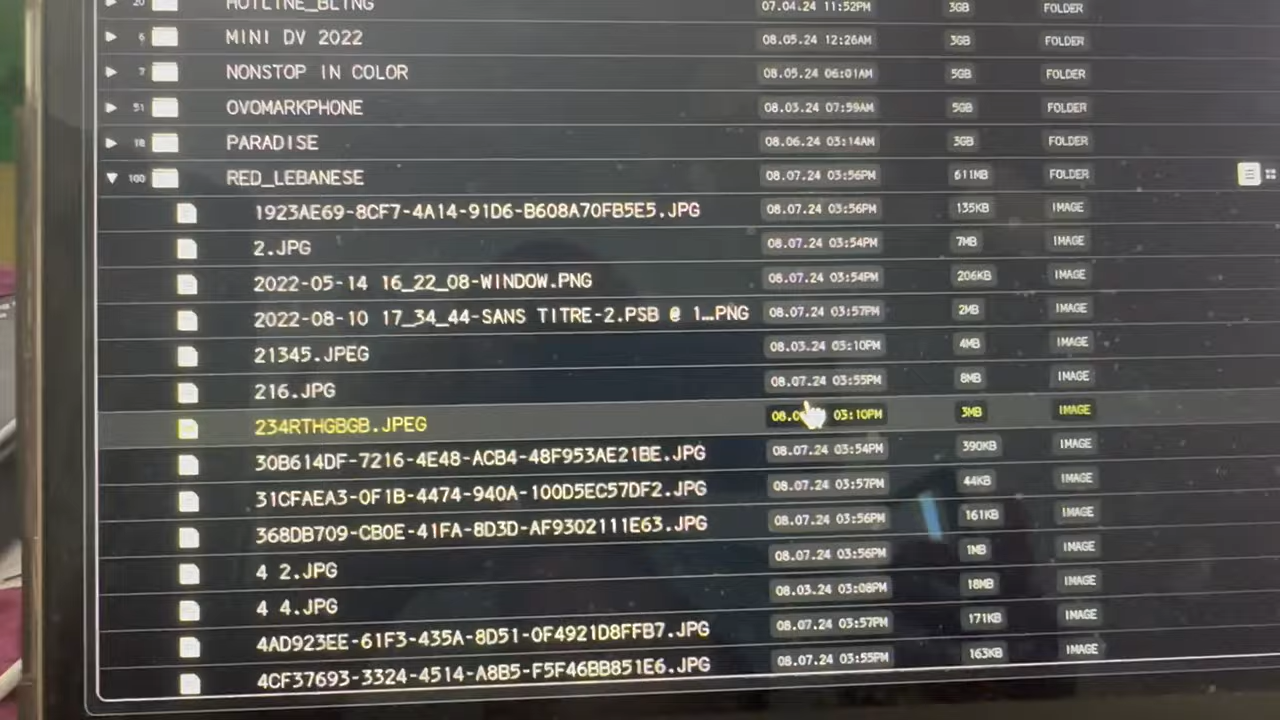 20 HOTLINE_BLING 07.04.24 11:52PM 3GB FOLDER
6 MINI DV 2022 08.05.24 12:26AM 3GB FOLDER
7 NONSTOP IN COLOR 08.05.24 06:01AM 5GB FOLDER
51 OVOMARKPHONE 08.03.24 07:59AM 5GB FOLDER
18 PARADISE 08.06.24 03:14AM 3GB FOLDER
100 RED_LEBANESE 08.07.24 03:56PM 611MB FOLDER
1923AE69-8CF7-4A14-91D6-B608A70FB5E5.JPG 08.07.24 03:56PM 135KB IMAGE
2.JPG 08.07.24 03:54PM 7MB IMAGE
2022-05-14 16_22_08-WINDOW.PNG 08.07.24 03:54PM 206KB IMAGE
2022-08-10 17_34_44-SANS TITRE-2.PSB @ 1...PNG 08.07.24 03:57PM 2MB IMAGE
21345.JPEG 08.03.24 03:10PM 4MB IMAGE
216.JPG 08.07.24 03:55PM 8MB IMAGE
234RTHGBGB.JPEG 03:10PM 3MB IMAGE
30B614DF-7216-4E48-ACB4-48F953AE21BE.JPG 08.07.24 03:54PM 390KB IMAGE
31CFAEA3-0F1B-4474-940A-100D5EC57DF2.JPG 08.07.24 03:57PM 44KB IMAGE
368DB709-CB0E-41FA-8D3D-AF9302111E63.JPG 08.07.24 03:56PM 161KB IMAGE
4 2.JPG 08.07.24 03:56PM 1MB IMAGE
4 4.JPG 08.03.24 03:08PM 18MB IMAGE
4AD923EE-61F3-435A-8D51-0F4921D8FFB7.JPG 08.07.24 03:57PM 171KB IMAGE
4CF37693-3324-4514-A8B5-F5F46BB851E6.JPG 08.07.24 03:55PM 163KB IMAGE